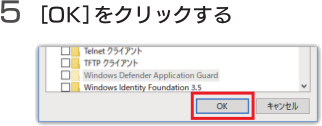 5 [OK]をクリックする
Telnet クライアント
TFTP クライアント
Windows Defender Application Guard
Windows Identity Foundation 3.5
OK キャンセル